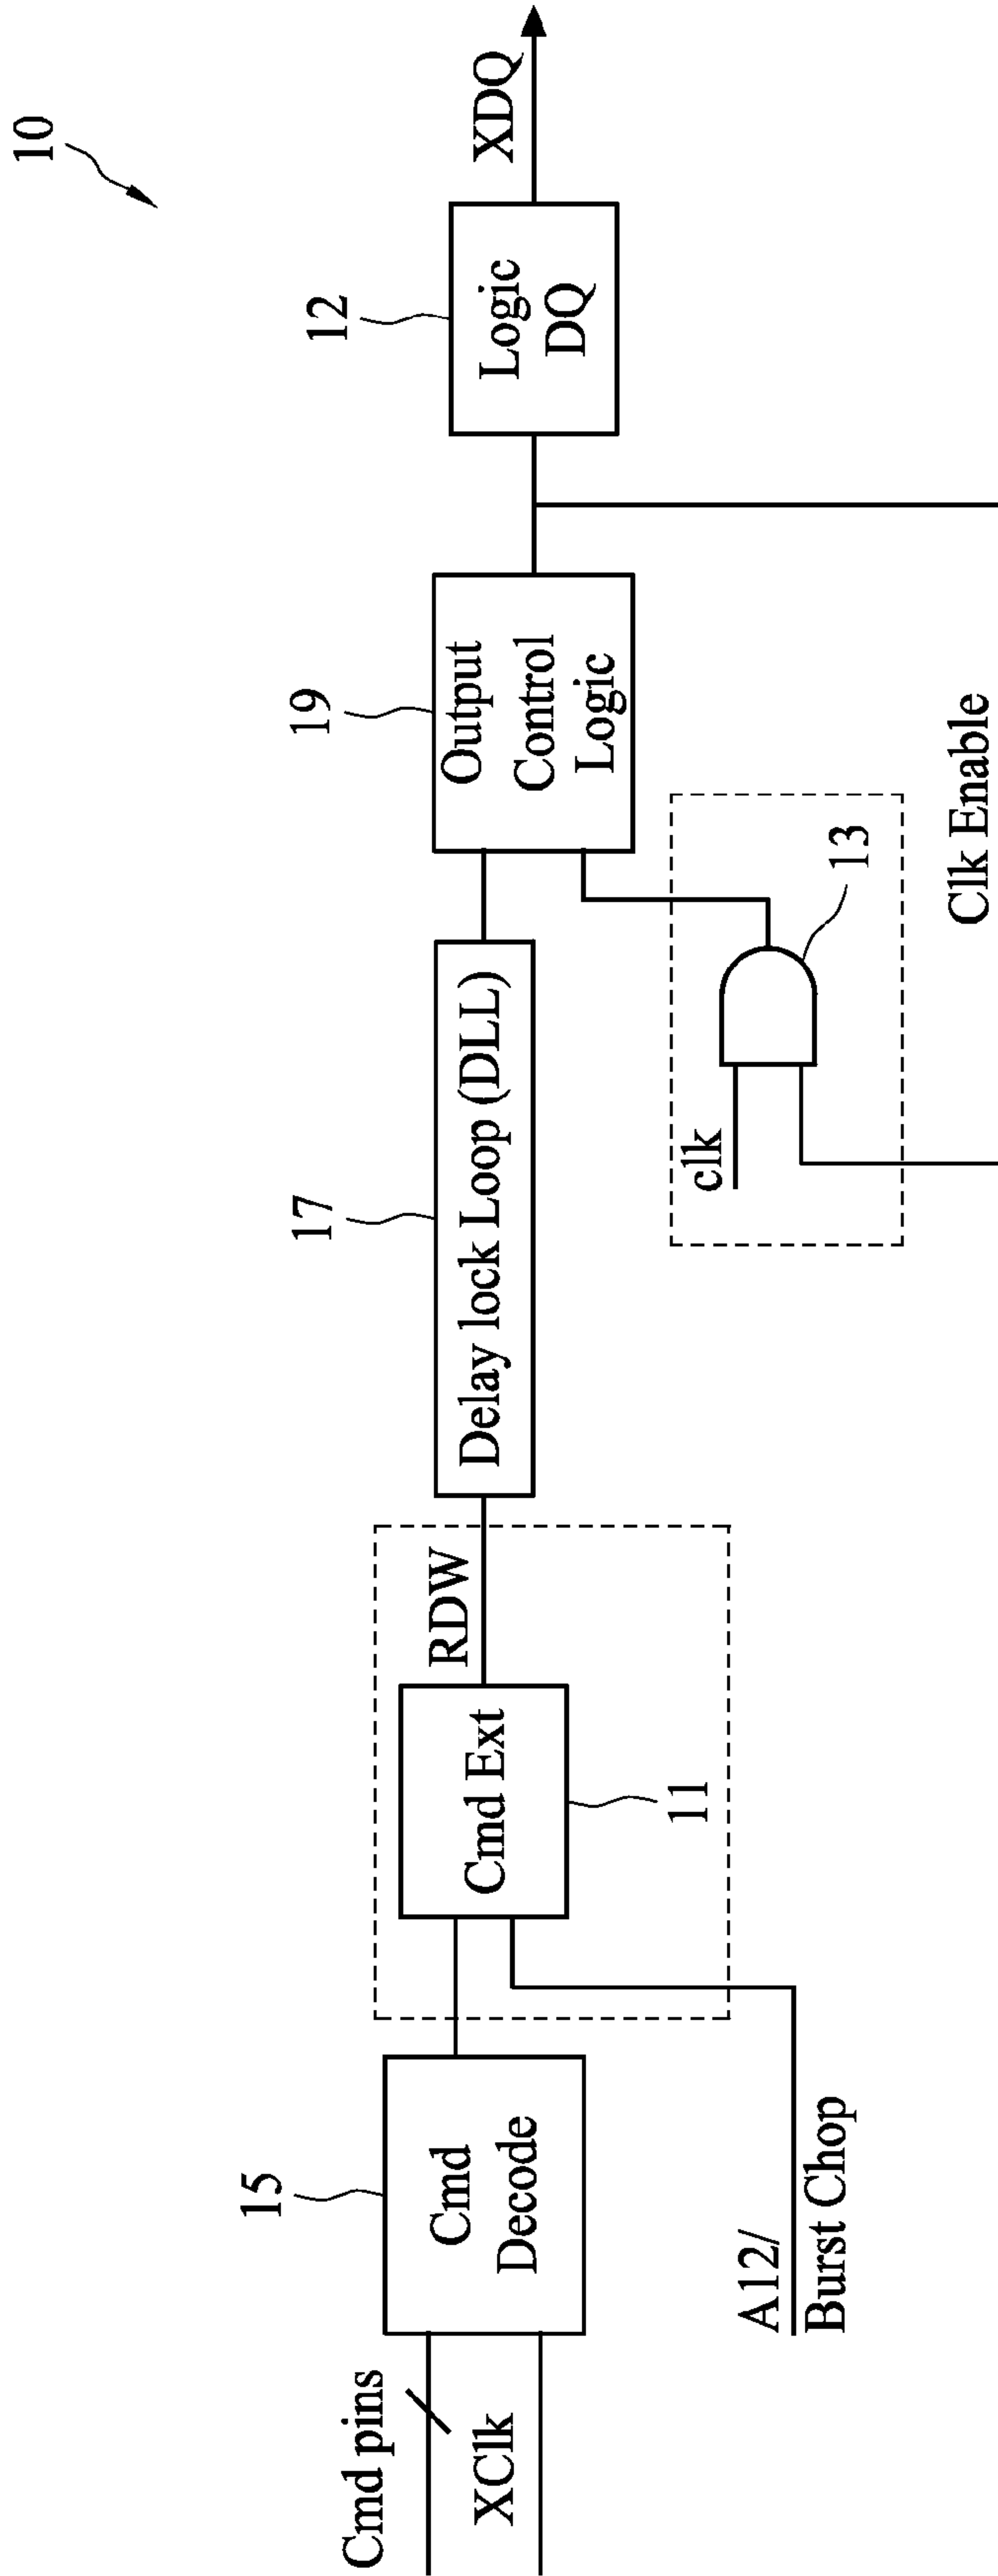 10
Cmd pins
XClk
15
Cmd
Decode
A12/
Burst Chop
Cmd Ext
11
RDW
17
Delay lock Loop (DLL)
clk
13
19
Output
Control
Logic
Clk Enable
12
Logic
DQ
XDQ